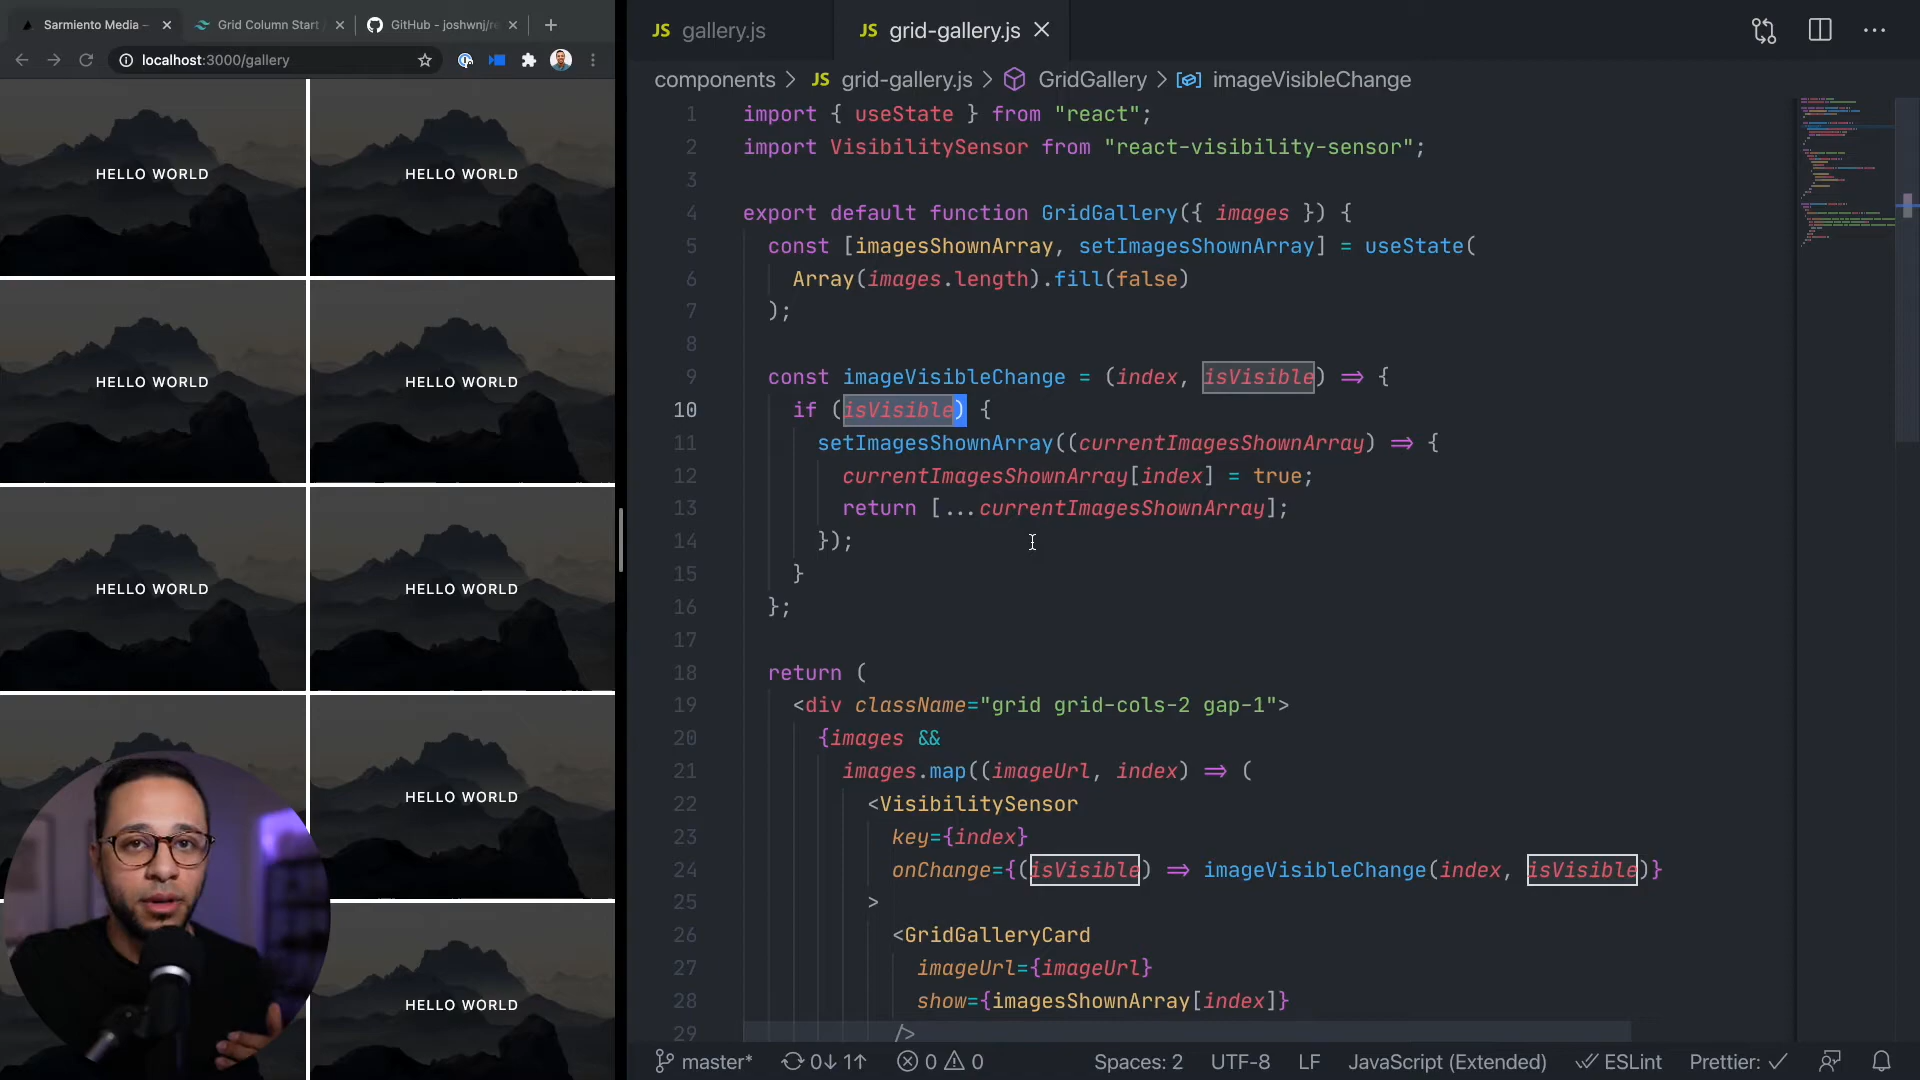 Sarmiento Media –
Grid Column Start
GitHub - joshwnj/re
localhost:3000/gallery
HELLO WORLD
HELLO WORLD
HELLO WORLD
HELLO WORLD
HELLO WORLD
HELLO WORLD
HELLO WORLD
HELLO WORLD
JS gallery.js
JS grid-gallery.js
components > JS grid-gallery.js > GridGallery > imageVisibleChange
1 import { useState } from "react";
2 import VisibilitySensor from "react-visibility-sensor";
3
4 export default function GridGallery({ images }) {
5 const [imagesShownArray, setImagesShownArray] = useState(
6 Array(images.length).fill(false)
7 );
8
9 const imageVisibleChange = (index, isVisible) => {
10 if (isVisible) {
11 setImagesShownArray((currentImagesShownArray) => {
12 currentImagesShownArray[index] = true;
13 return [...currentImagesShownArray];
14 });
15 }
16 };
17
18 return (
19 <div className="grid grid-cols-2 gap-1">
20 {images &&
21 images.map((imageUrl, index) => (
22 <VisibilitySensor
23 key={index}
24 onChange={(isVisible) => imageVisibleChange(index, isVisible)}
25 >
26 <GridGalleryCard
27 imageUrl={imageUrl}
28 show={imagesShownArray[index]}
29 />
master* 0↓ 1↑ 0 0 Spaces: 2 UTF-8 LF JavaScript (Extended) ESLint Prettier: ✓